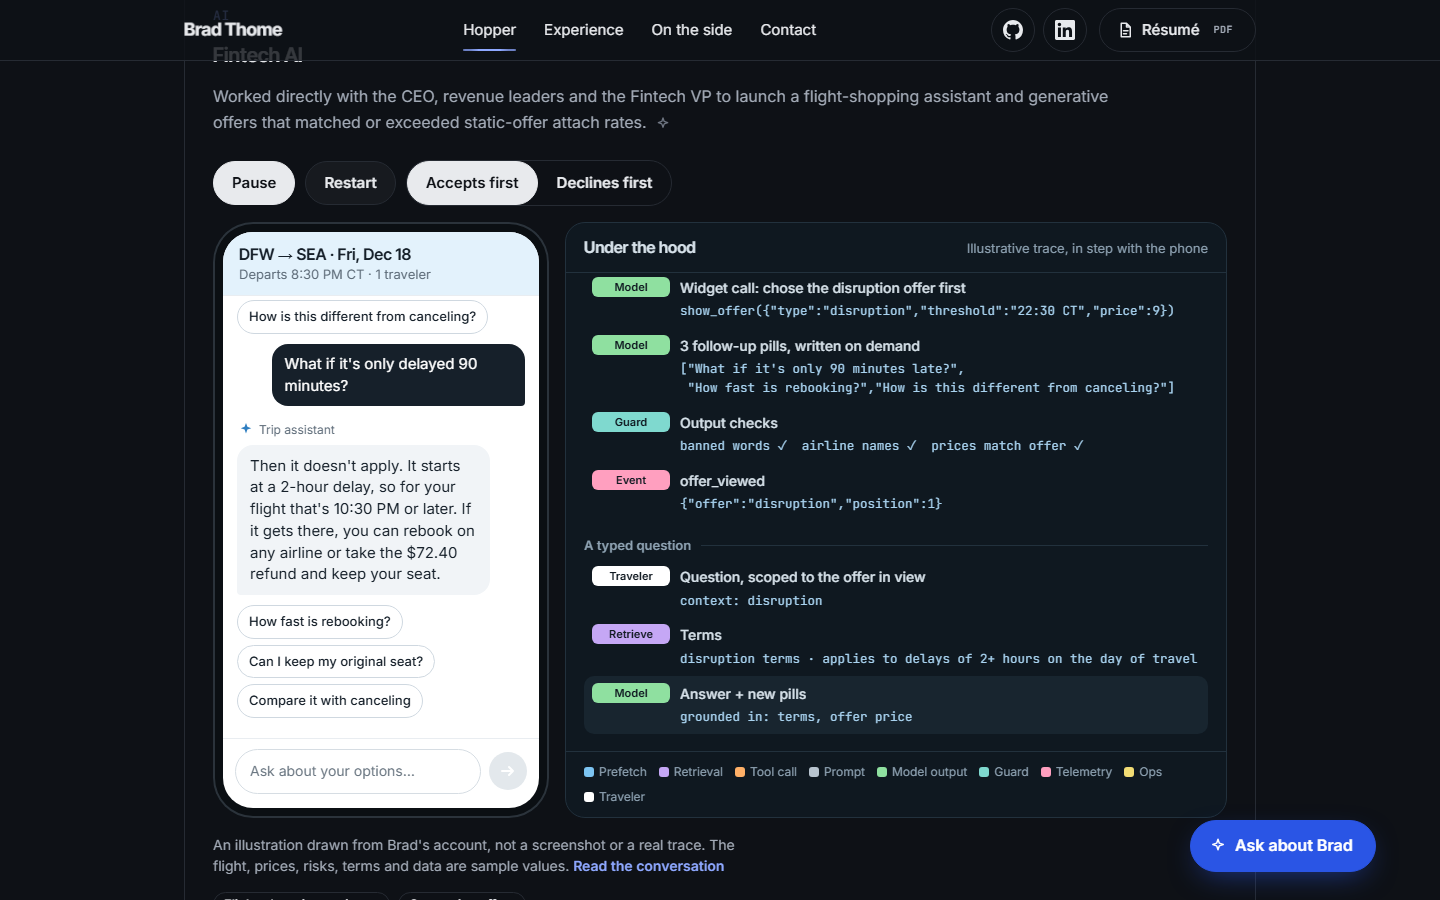 AI
Brad Thome
Hopper
Experience
On the side
Contact
Résumé PDF
Fintech AI
Worked directly with the CEO, revenue leaders and the Fintech VP to launch a flight-shopping assistant and generative
offers that matched or exceeded static-offer attach rates.
Pause
Restart
Accepts first
Declines first
DFW → SEA · Fri, Dec 18
Departs 8:30 PM CT · 1 traveler
How is this different from canceling?
What if it's only delayed 90
minutes?
Trip assistant
Then it doesn't apply. It starts
at a 2-hour delay, so for your
flight that's 10:30 PM or later. If
it gets there, you can rebook on
any airline or take the $72.40
refund and keep your seat.
How fast is rebooking?
Can I keep my original seat?
Compare it with canceling
Ask about your options...
Under the hood
Illustrative trace, in step with the phone
Model
Widget call: chose the disruption offer first
show_offer({"type":"disruption","threshold":"22:30 CT","price":9})
Model
3 follow-up pills, written on demand
["What if it's only 90 minutes late?",
"How fast is rebooking?","How is this different from canceling?"]
Guard
Output checks
banned words ✓ airline names ✓ prices match offer ✓
Event
offer_viewed
{"offer":"disruption","position":1}
A typed question
Traveler
Question, scoped to the offer in view
context: disruption
Retrieve
Terms
disruption terms · applies to delays of 2+ hours on the day of travel
Model
Answer + new pills
grounded in: terms, offer price
Prefetch
Retrieval
Tool call
Prompt
Model output
Guard
Telemetry
Ops
Traveler
An illustration drawn from Brad's account, not a screenshot or a real trace. The
flight, prices, risks, terms and data are sample values. Read the conversation
Ask about Brad